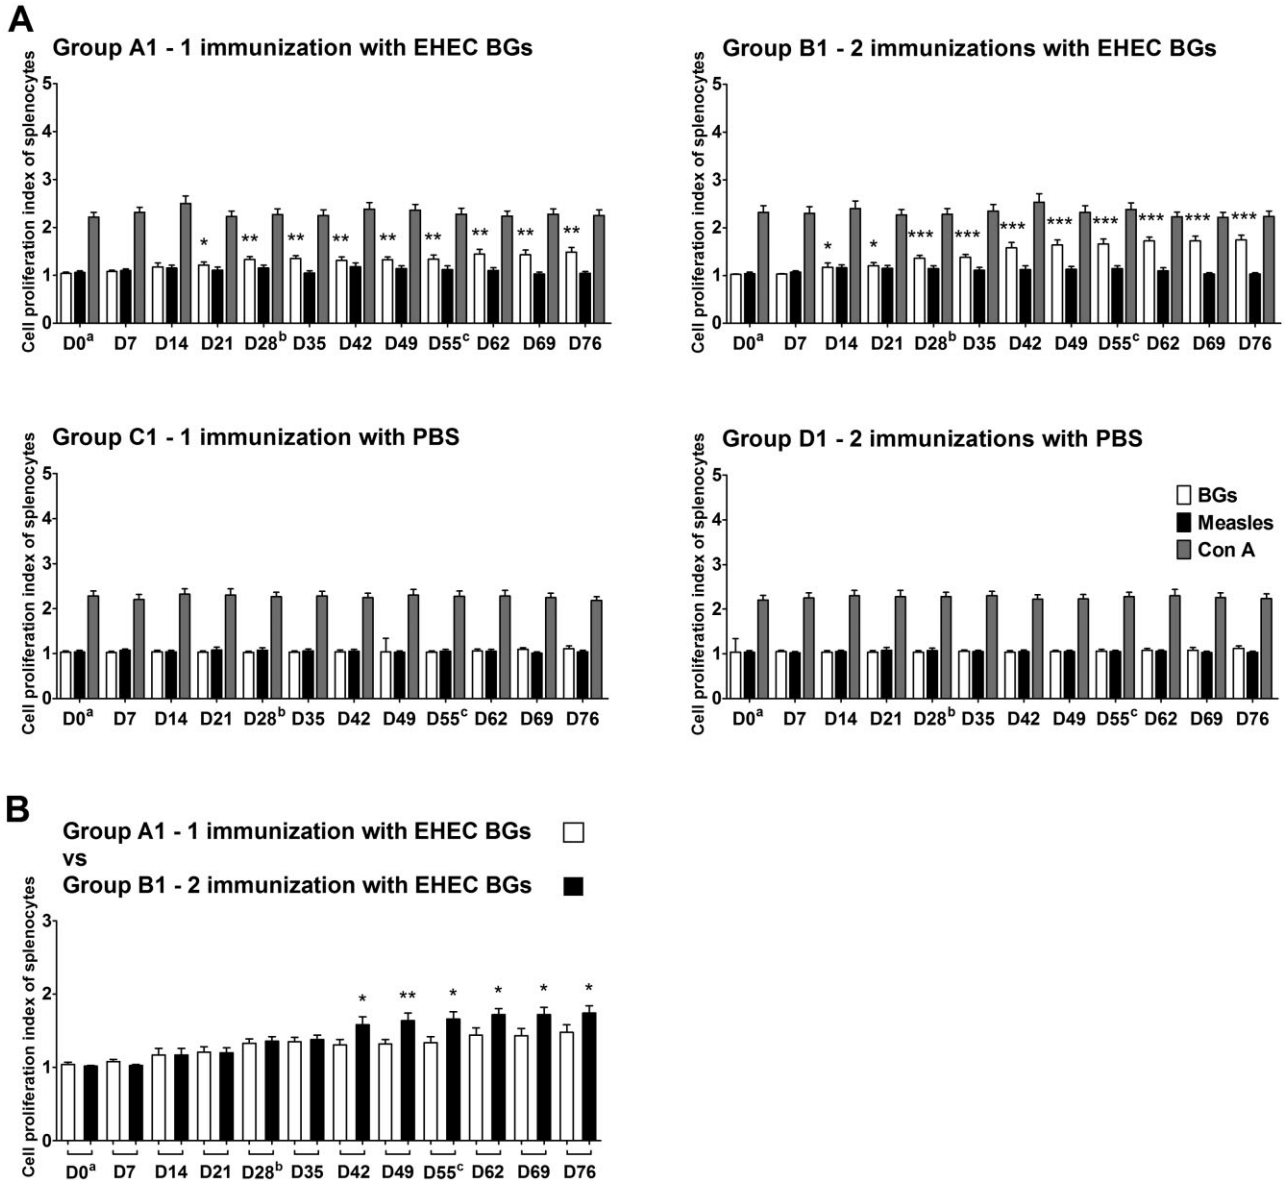 A
Group A1 - 1 immunization with EHEC BGs
Cell proliferation index of splenocytes
5
4
3
2
1
0
* ** ** ** ** ** ** ** **
D0a D7 D14 D21 D28b D35 D42 D49 D55c D62 D69 D76
Group B1 - 2 immunizations with EHEC BGs
Cell proliferation index of splenocytes
5
4
3
2
1
0
* * *** *** *** *** *** *** *** ***
D0a D7 D14 D21 D28b D35 D42 D49 D55c D62 D69 D76
Group C1 - 1 immunization with PBS
Cell proliferation index of splenocytes
5
4
3
2
1
0
D0a D7 D14 D21 D28b D35 D42 D49 D55c D62 D69 D76
Group D1 - 2 immunizations with PBS
Cell proliferation index of splenocytes
5
4
3
2
1
0
BGs
Measles
Con A
D0a D7 D14 D21 D28b D35 D42 D49 D55c D62 D69 D76
B
Group A1 - 1 immunization with EHEC BGs
vs
Group B1 - 2 immunization with EHEC BGs
Cell proliferation index of splenocytes
3
2
1
0
* ** * * * *
D0a D7 D14 D21 D28b D35 D42 D49 D55c D62 D69 D76